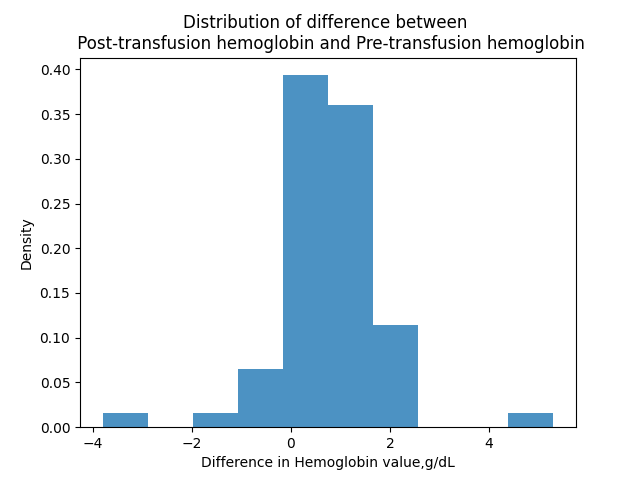 Distribution of difference between
Post-transfusion hemoglobin and Pre-transfusion hemoglobin
0.40
0.35
0.30
0.25
0.20
0.15
0.10
0.05
0.00
Density
−4 −2 0 2 4
Difference in Hemoglobin value,g/dL